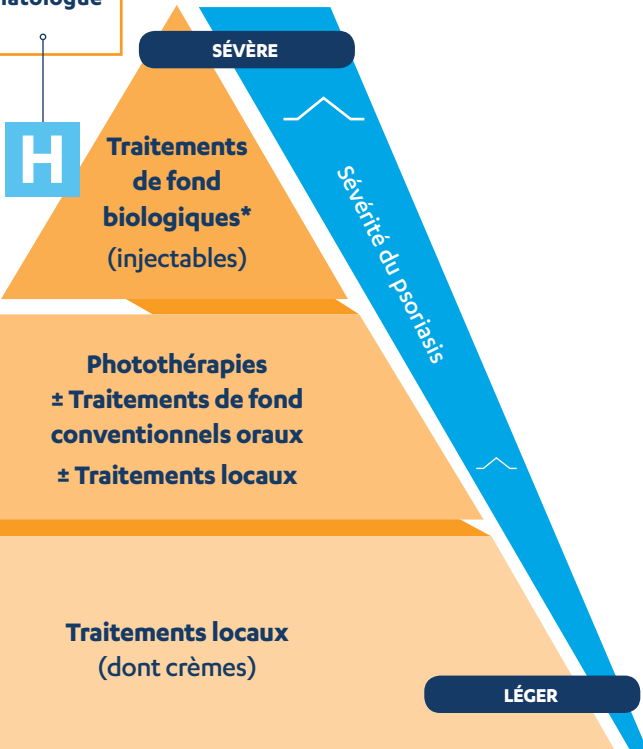 matologue
SÉVÈRE
H
Traitements
de fond
biologiques*
(injectables)
Sévérité du psoriasis
Photothérapies
± Traitements de fond
conventionnels oraux
± Traitements locaux
Traitements locaux
(dont crèmes)
LÉGER